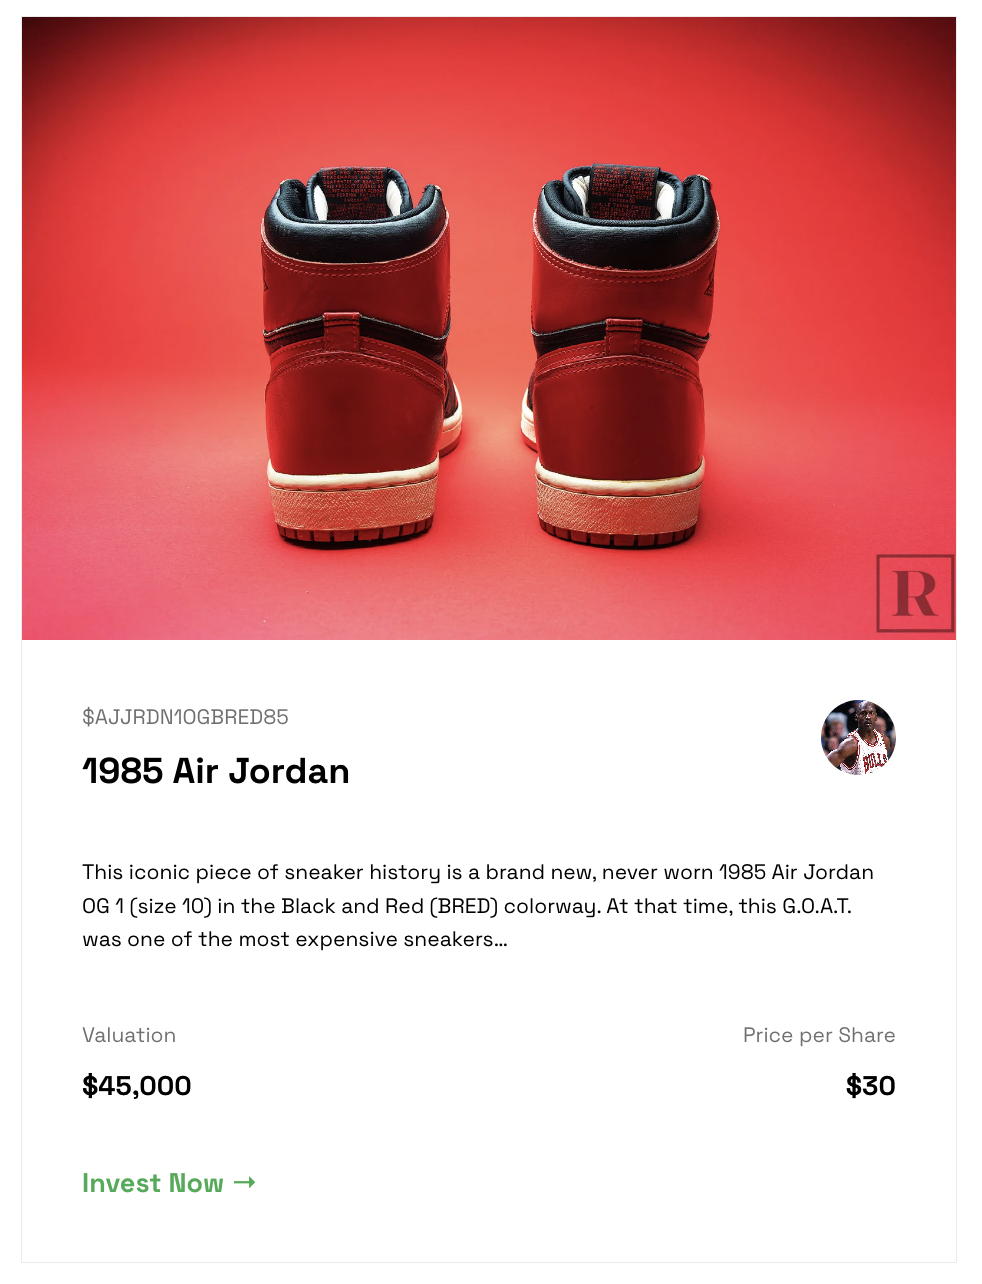 R
$AJJRDN1OGBRED85
1985 Air Jordan
BULLS
This iconic piece of sneaker history is a brand new, never worn 1985 Air Jordan
OG 1 (size 10) in the Black and Red (BRED) colorway. At that time, this G.O.A.T.
was one of the most expensive sneakers...
Valuation
Price per Share
$45,000
$30
Invest Now →